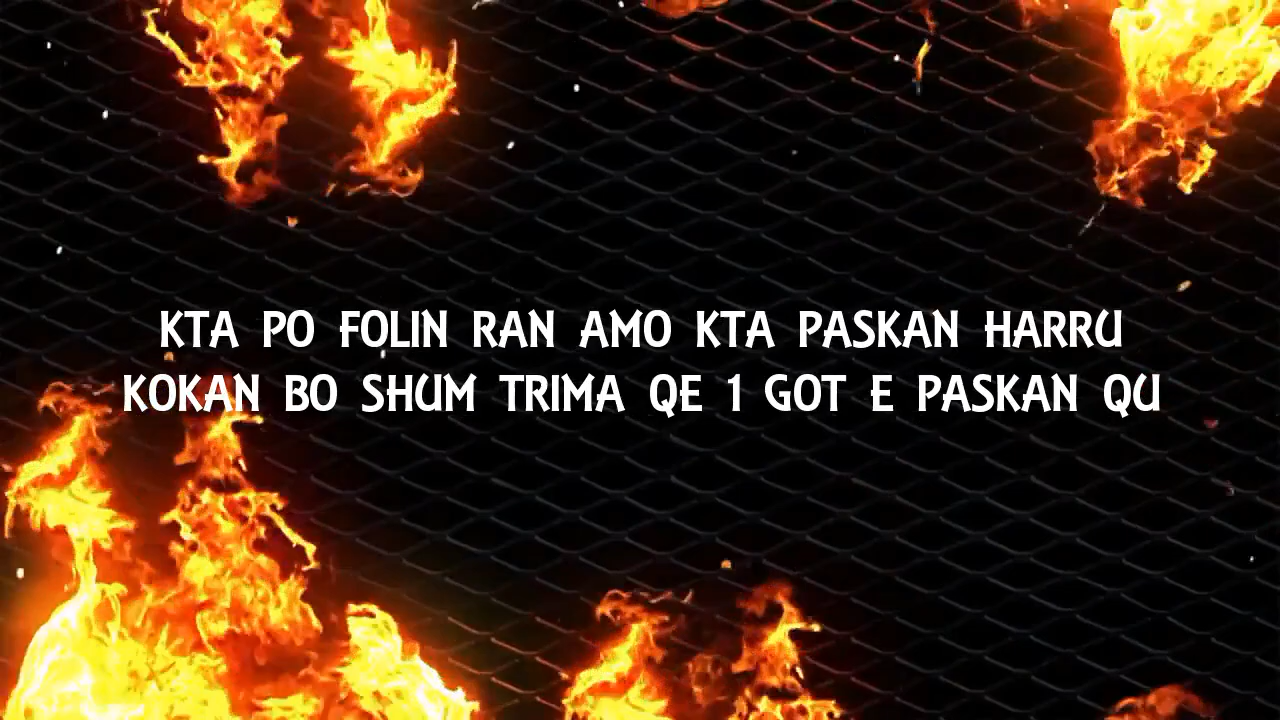 KTA PO FOLIN RAN AMO KTA PASKAN HARRU
KOKAN BO SHUM TRIMA QE 1 GOT E PASKAN QU